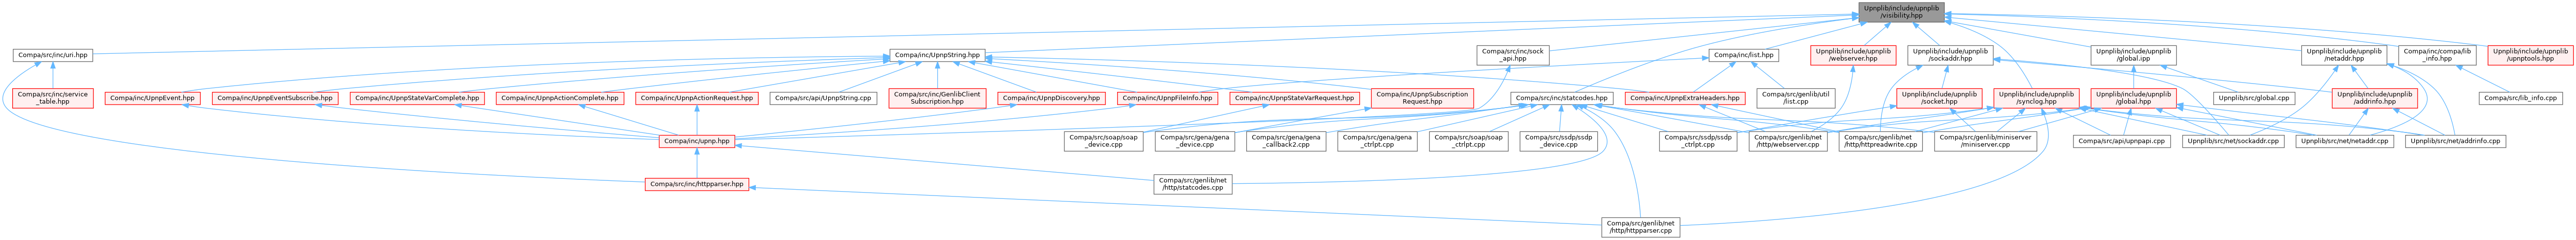 Upnplib/include/upnplib
/visibility.hpp
Compa/src/inc/uri.hpp
Compa/inc/UpnpString.hpp
Compa/src/inc/sock
_api.hpp
Compa/inc/list.hpp
Upnplib/include/upnplib
/webserver.hpp
Upnplib/include/upnplib
/sockaddr.hpp
Upnplib/include/upnplib
/global.ipp
Upnplib/include/upnplib
/netaddr.hpp
Compa/inc/compa/lib
_info.hpp
Upnplib/include/upnplib
/upnptools.hpp
Compa/src/inc/service
_table.hpp
Compa/inc/UpnpEvent.hpp
Compa/inc/UpnpEventSubscribe.hpp
Compa/inc/UpnpStateVarComplete.hpp
Compa/inc/UpnpActionComplete.hpp
Compa/inc/UpnpActionRequest.hpp
Compa/src/api/UpnpString.cpp
Compa/src/inc/GenlibClient
Subscription.hpp
Compa/inc/UpnpDiscovery.hpp
Compa/inc/UpnpFileInfo.hpp
Compa/inc/UpnpStateVarRequest.hpp
Compa/inc/UpnpSubscription
Request.hpp
Compa/src/inc/statcodes.hpp
Compa/inc/UpnpExtraHeaders.hpp
Compa/src/genlib/util
/list.cpp
Upnplib/include/upnplib
/socket.hpp
Upnplib/include/upnplib
/synclog.hpp
Upnplib/include/upnplib
/global.hpp
Upnplib/src/global.cpp
Upnplib/include/upnplib
/addrinfo.hpp
Compa/src/lib_info.cpp
Compa/inc/upnp.hpp
Compa/src/soap/soap
_device.cpp
Compa/src/gena/gena
_device.cpp
Compa/src/gena/gena
_callback2.cpp
Compa/src/gena/gena
_ctrlpt.cpp
Compa/src/soap/soap
_ctrlpt.cpp
Compa/src/ssdp/ssdp
_device.cpp
Compa/src/ssdp/ssdp
_ctrlpt.cpp
Compa/src/genlib/net
/http/webserver.cpp
Compa/src/genlib/net
/http/httpreadwrite.cpp
Compa/src/genlib/miniserver
/miniserver.cpp
Compa/src/api/upnpapi.cpp
Upnplib/src/net/sockaddr.cpp
Upnplib/src/net/netaddr.cpp
Upnplib/src/net/addrinfo.cpp
Compa/src/inc/httpparser.hpp
Compa/src/genlib/net
/http/statcodes.cpp
Compa/src/genlib/net
/http/httpparser.cpp